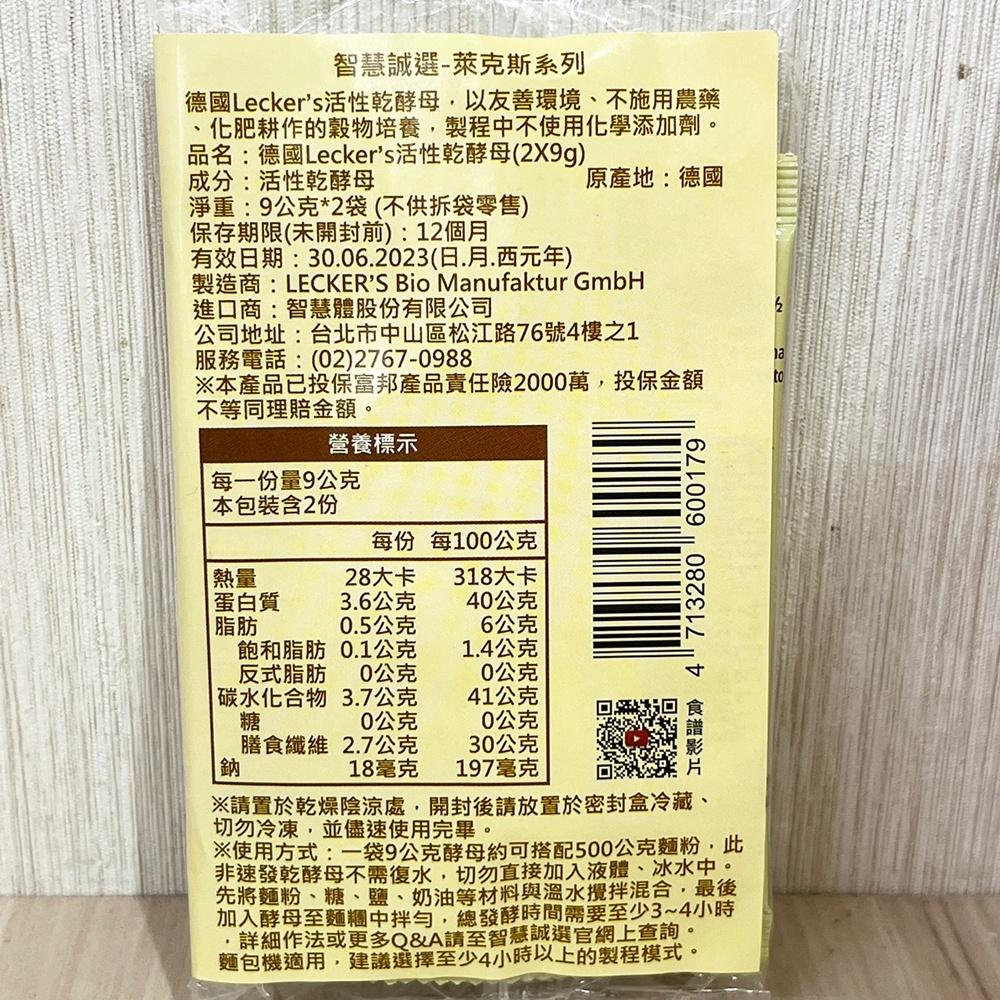 智慧誠選-萊克斯系列
德國Lecker's活性乾酵母，以友善環境、不施用農藥
、化肥耕作的穀物培養，製程中不使用化學添加劑。
品名：德國Lecker's活性乾酵母(2X9g)
成分：活性乾酵母 原產地：德國
淨重：9公克*2袋 (不供拆袋零售)
保存期限(未開封前)：12個月
有效日期：30.06.2023(日.月.西元年)
製造商：LECKER'S Bio Manufaktur GmbH
進口商：智慧體股份有限公司
公司地址：台北市中山區松江路76號4樓之1
服務電話：(02)2767-0988
※本產品已投保富邦產品責任險2000萬，投保金額
不等同理賠金額。
營養標示
每一份量9公克
本包裝含2份
每份 每100公克
熱量 28大卡 318大卡
蛋白質 3.6公克 40公克
脂肪 0.5公克 6公克
飽和脂肪 0.1公克 1.4公克
反式脂肪 0公克 0公克
碳水化合物 3.7公克 41公克
糖 0公克 0公克
膳食纖維 2.7公克 30公克
鈉 18毫克 197毫克
4 713280 600179
食譜影片
※請置於乾燥陰涼處，開封後請放置於密封盒冷藏、
切勿冷凍，並儘速使用完畢。
※使用方式：一袋9公克酵母約可搭配500公克麵粉，此
非速發乾酵母不需復水，切勿直接加入液體、冰水中。
先將麵粉、糖、鹽、奶油等材料與溫水攪拌混合，最後
加入酵母至麵糰中拌勻，總發酵時間需要至少3~4小時
，詳細作法或更多Q&A請至智慧誠選官網上查詢。
麵包機適用，建議選擇至少4小時以上的製程模式。